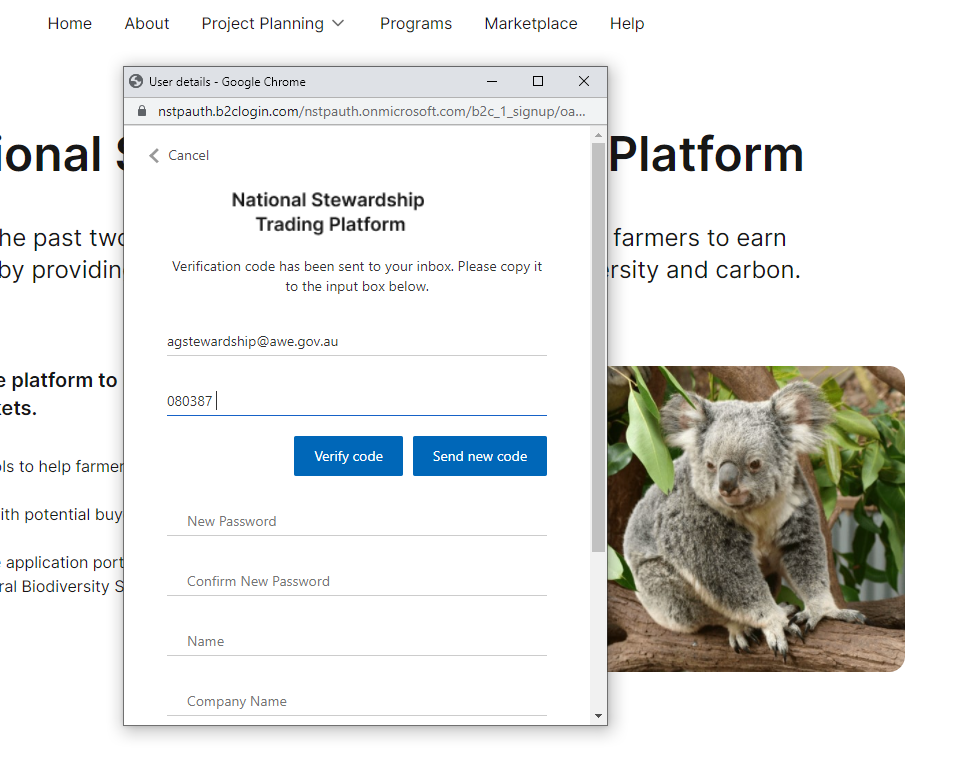 Home About Project Planning Programs Marketplace Help
User details - Google Chrome
nstpauth.b2clogin.com/nstpauth.onmicrosoft.com/b2c_1_signup/oa...
Cancel
ional S
Platform
National Stewardship
Trading Platform
he past two
farmers to earn
by providin
ersity and carbon.
Verification code has been sent to your inbox. Please copy it
to the input box below.
agstewardship@awe.gov.au
e platform to
kets.
080387
Verify code Send new code
ols to help farmer
ith potential buy
New Password
e application port
ral Biodiversity S
Confirm New Password
Name
Company Name